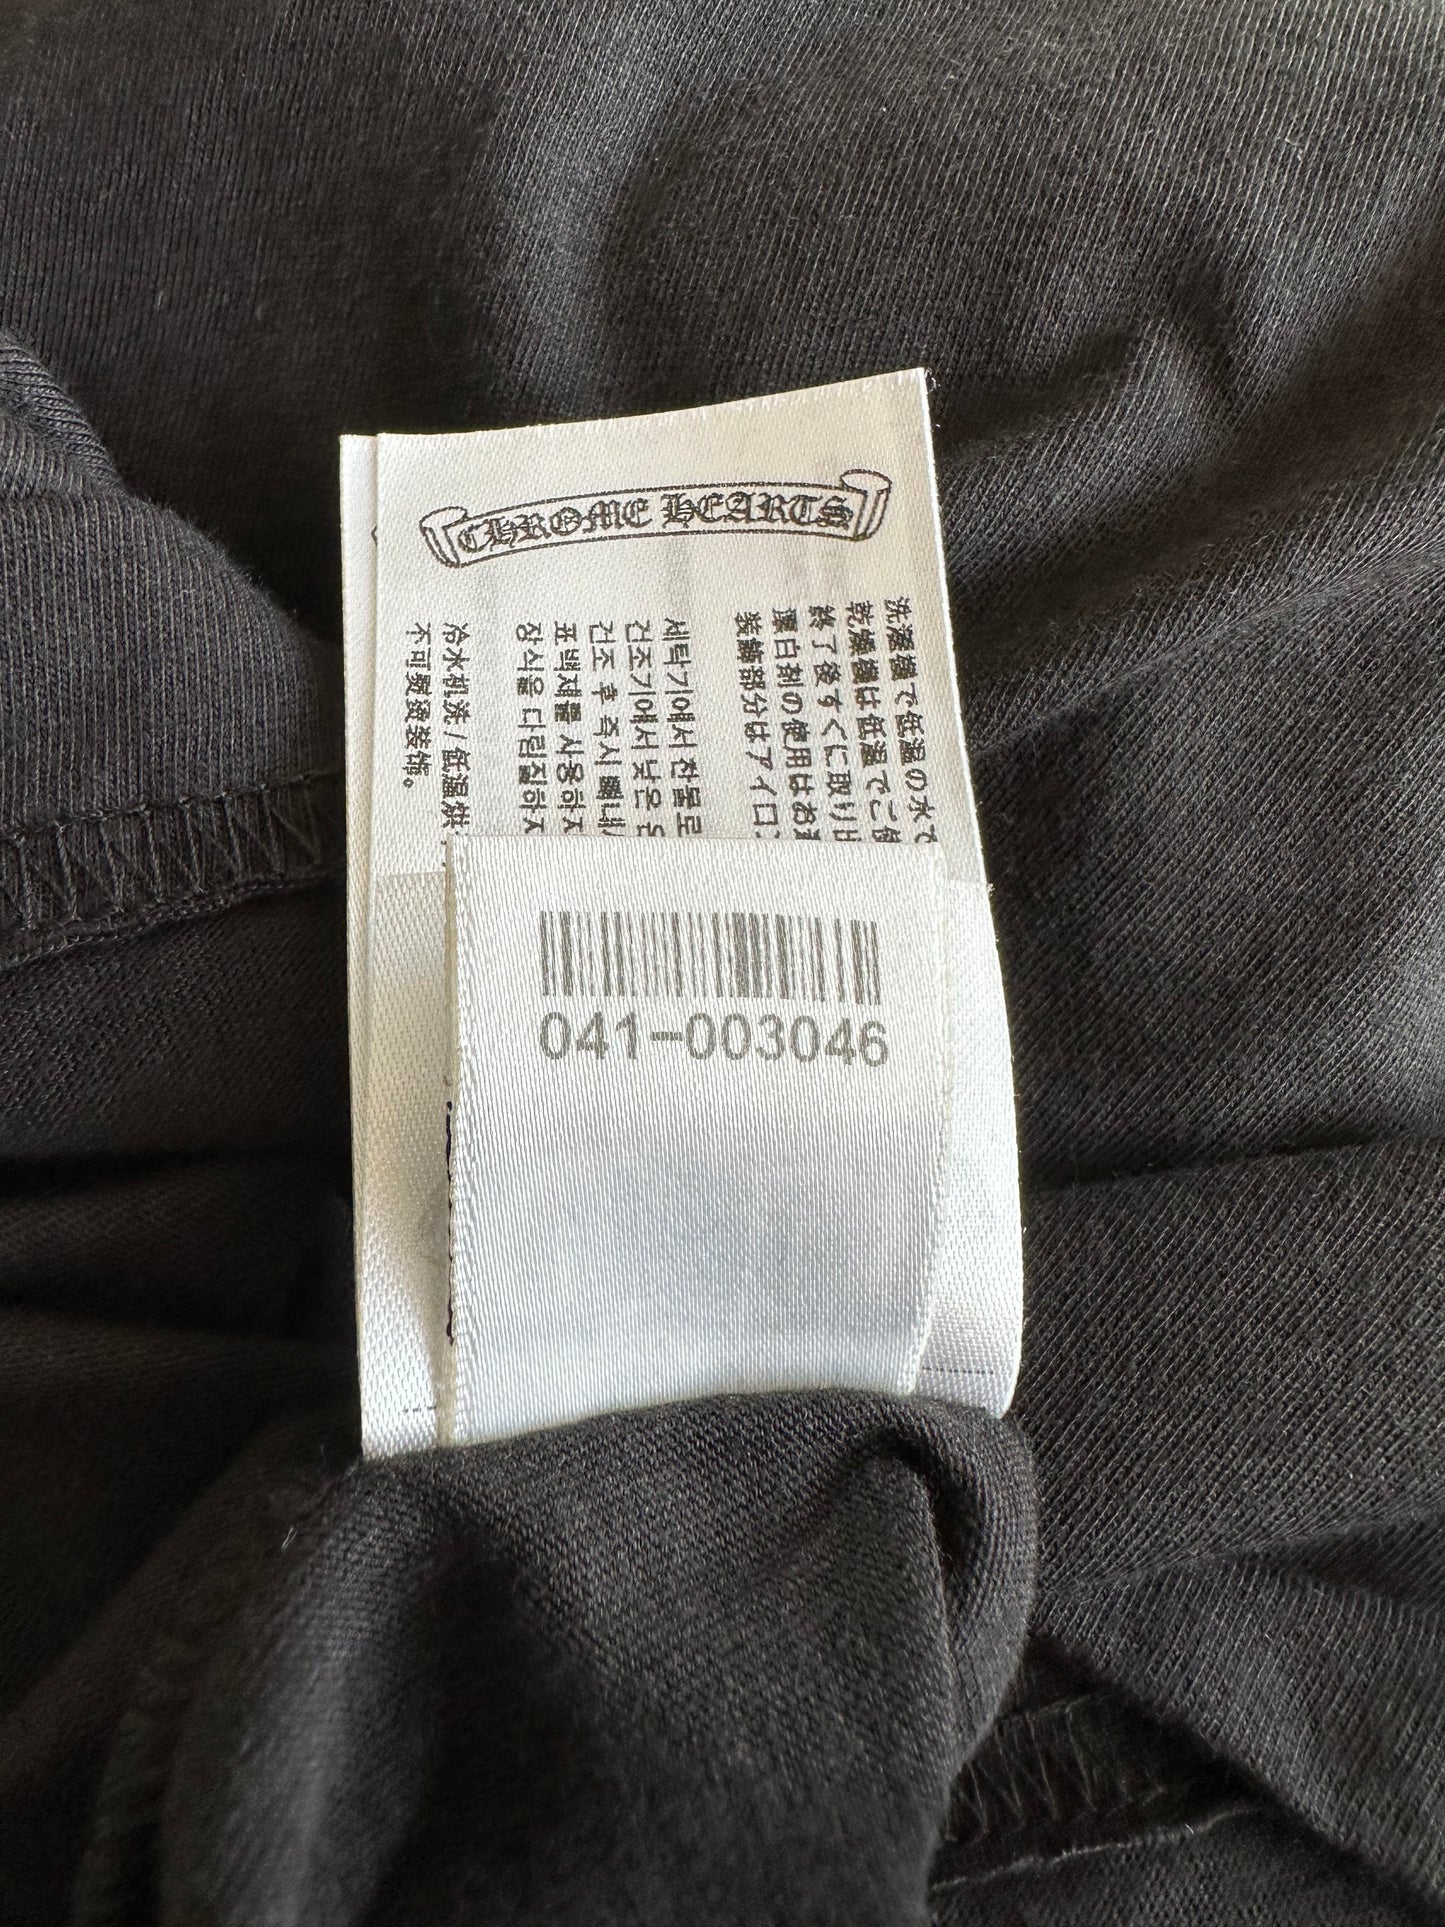 CHROME HEARTS
洗濯機で低温の水で
乾燥機は低温でご
終了後すぐに取り
漂白剤の使用はお
装飾部分はアイロ
세탁기에서 찬물로
건조기에서 낮은
건조 후 즉시 빼내
표백제를 사용하지
장식을 다림질하지
冷水机洗 / 低温烘
不可熨烫装饰。
041-003046